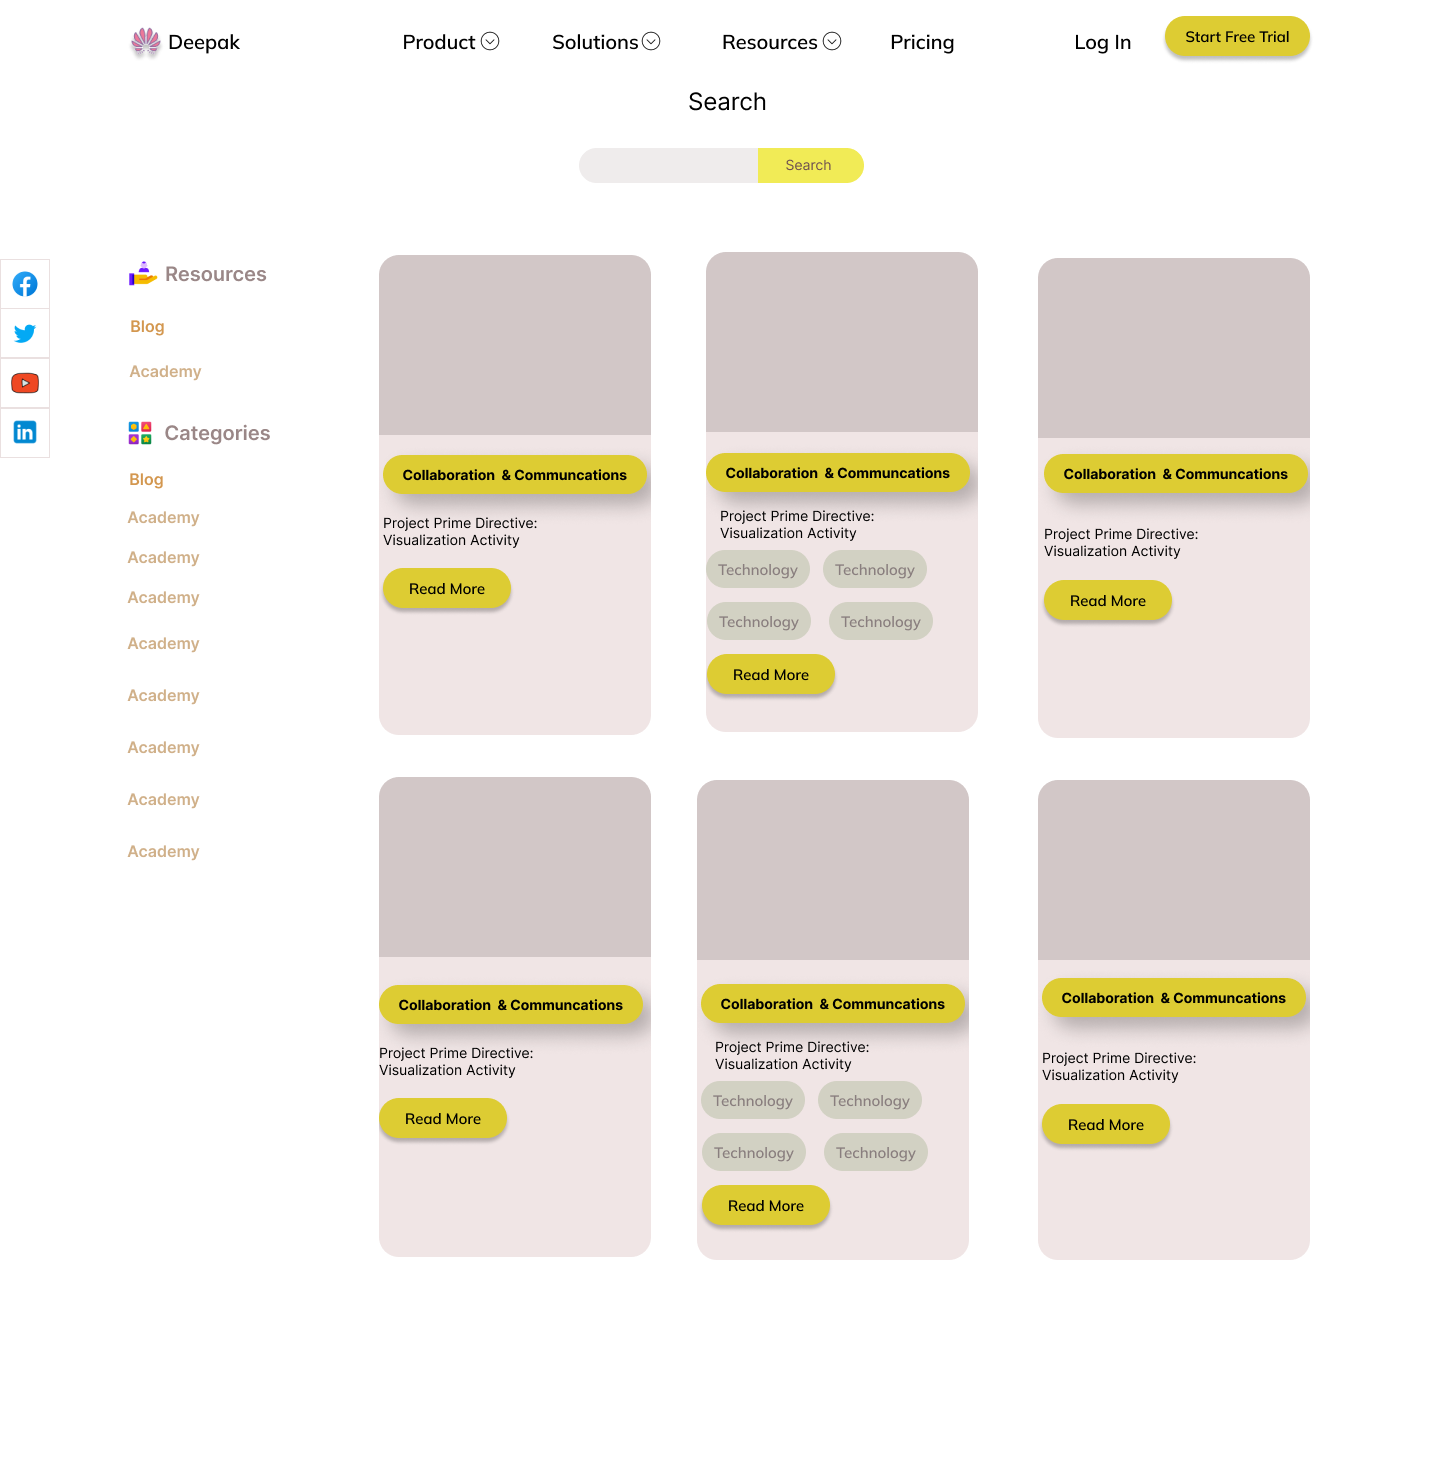 Deepak
Product
Solutions
Resources
Pricing
Log In
Start Free Trial
Search
Search
Resources
Blog
Academy
Categories
Blog
Academy
Academy
Academy
Academy
Academy
Academy
Academy
Academy
Collaboration & Communcations
Project Prime Directive:
Visualization Activity
Read More
Collaboration & Communcations
Project Prime Directive:
Visualization Activity
Technology Technology
Technology Technology
Read More
Collaboration & Communcations
Project Prime Directive:
Visualization Activity
Read More
Collaboration & Communcations
Project Prime Directive:
Visualization Activity
Read More
Collaboration & Communcations
Project Prime Directive:
Visualization Activity
Technology Technology
Technology Technology
Read More
Collaboration & Communcations
Project Prime Directive:
Visualization Activity
Read More